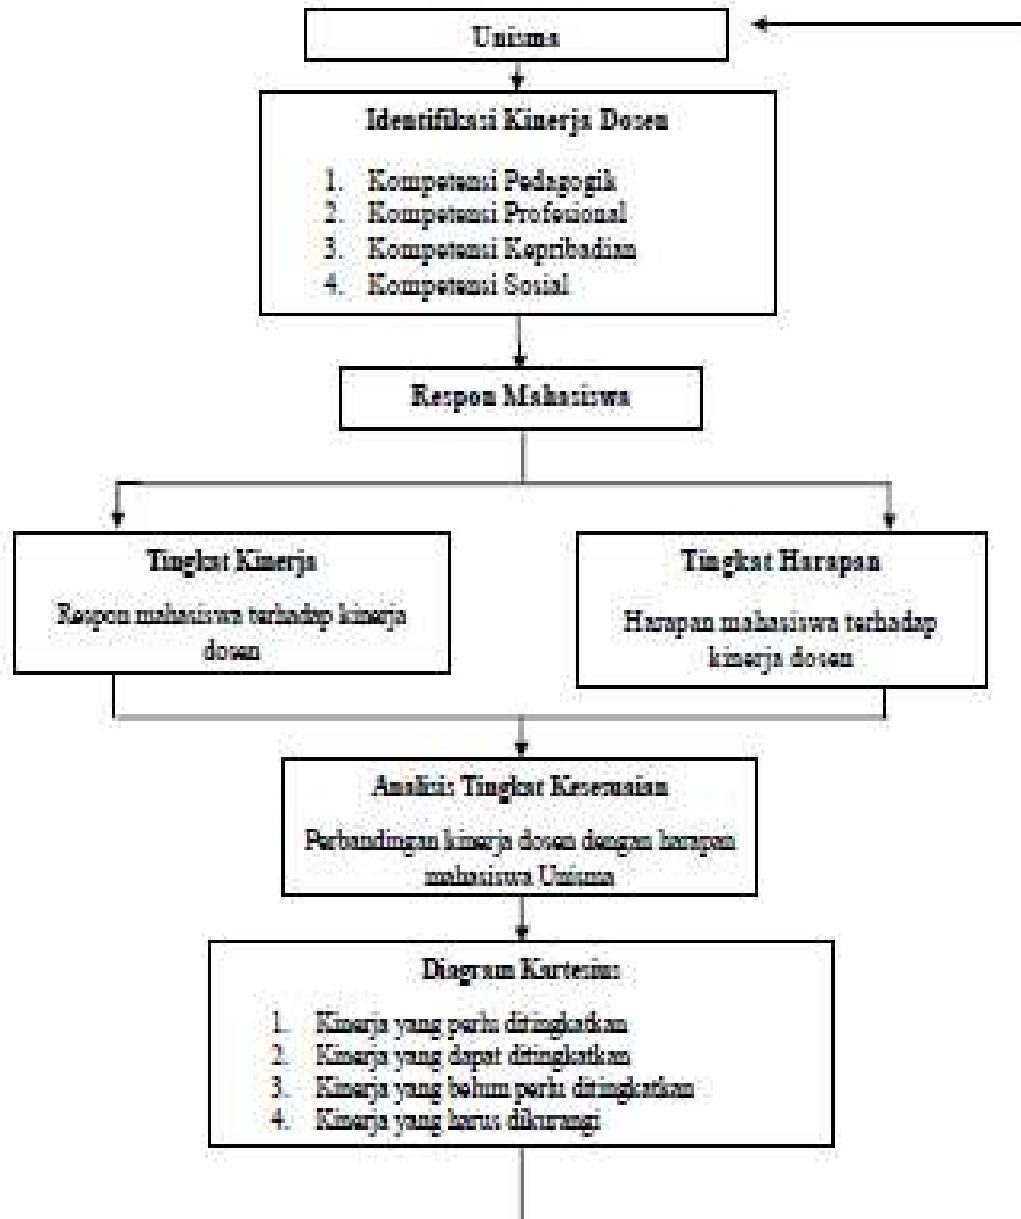 Unisma
Identifikasi Kinerja Dosen
1. Kompetensi Pedagogik
2. Kompetensi Profesional
3. Kompetensi Kepribadian
4. Kompetensi Sosial
Respon Mahasiswa
Tingkat Kinerja
Respon mahasiswa terhadap kinerja
dosen
Tingkat Harapan
Harapan mahasiswa terhadap
kinerja dosen
Analisis Tingkat Kesesuaian
Perbandingan kinerja dosen dengan harapan
mahasiswa Unisma
Diagram Kartesius
1. Kinerja yang perlu ditingkatkan
2. Kinerja yang dapat ditingkatkan
3. Kinerja yang belum perlu ditingkatkan
4. Kinerja yang harus dikurangi